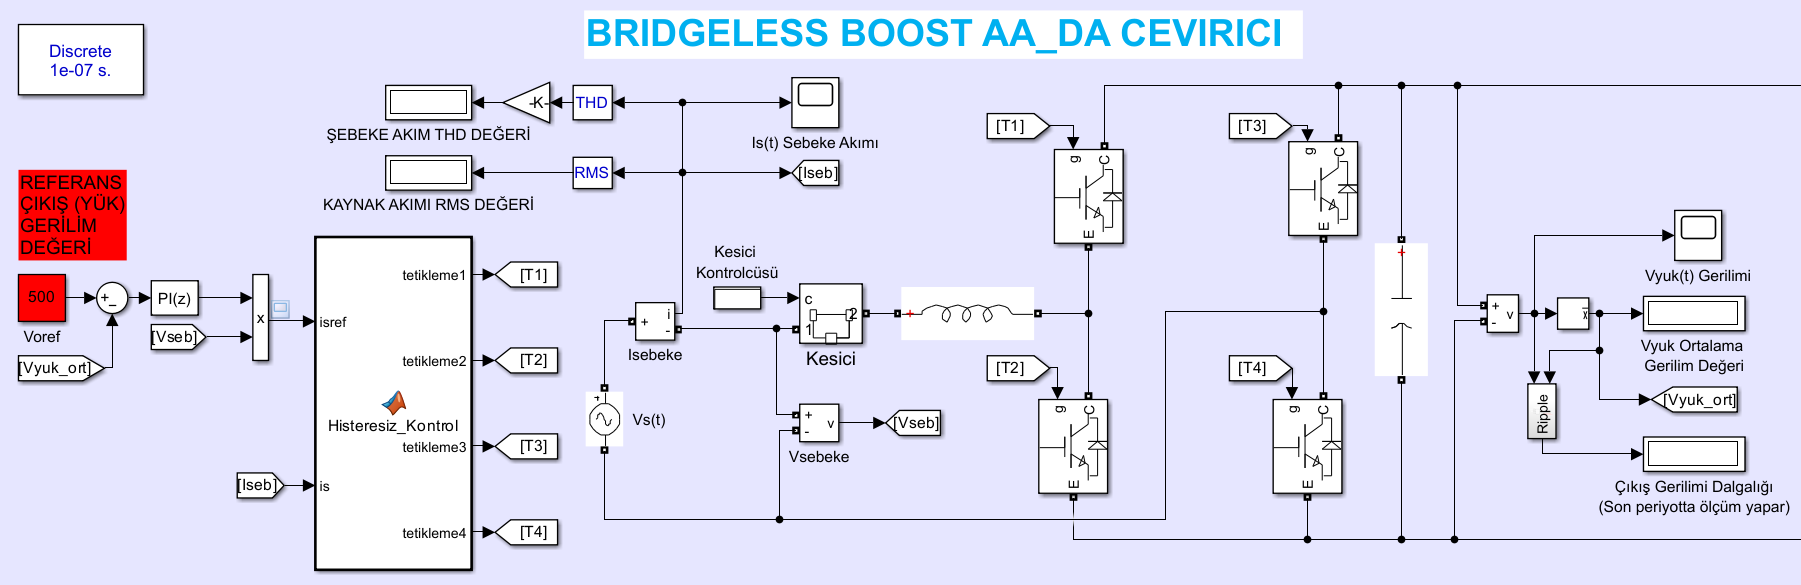 BRIDGELESS BOOST AA_DA CEVIRICI
Discrete
1e-07 s.
-K-
THD
ŞEBEKE AKIM THD DEĞERİ
Is(t) Sebeke Akımı
RMS
[Iseb]
KAYNAK AKIMI RMS DEĞERİ
REFERANS
ÇIKIŞ (YÜK)
GERİLİM
DEĞERİ
500
Voref
+
-
PI(z)
[Vseb]
[Vyuk_ort]
x
isref
[Iseb]
is
Histeresiz_Kontrol
tetikleme1
[T1]
tetikleme2
[T2]
tetikleme3
[T3]
tetikleme4
[T4]
Isebeke
+
-
i
Kesici
Kontrolcüsü
c
1
2
Kesici
+
Vs(t)
+
+
-
v
Vsebeke
[Vseb]
[T1]
g
C
E
[T2]
g
C
E
[T3]
g
C
E
[T4]
g
C
E
+
+
-
v
x
Vyuk(t) Gerilimi
Vyuk Ortalama
Gerilim Değeri
[Vyuk_ort]
Ripple
Çıkış Gerilimi Dalgalığı
(Son periyotta ölçüm yapar)